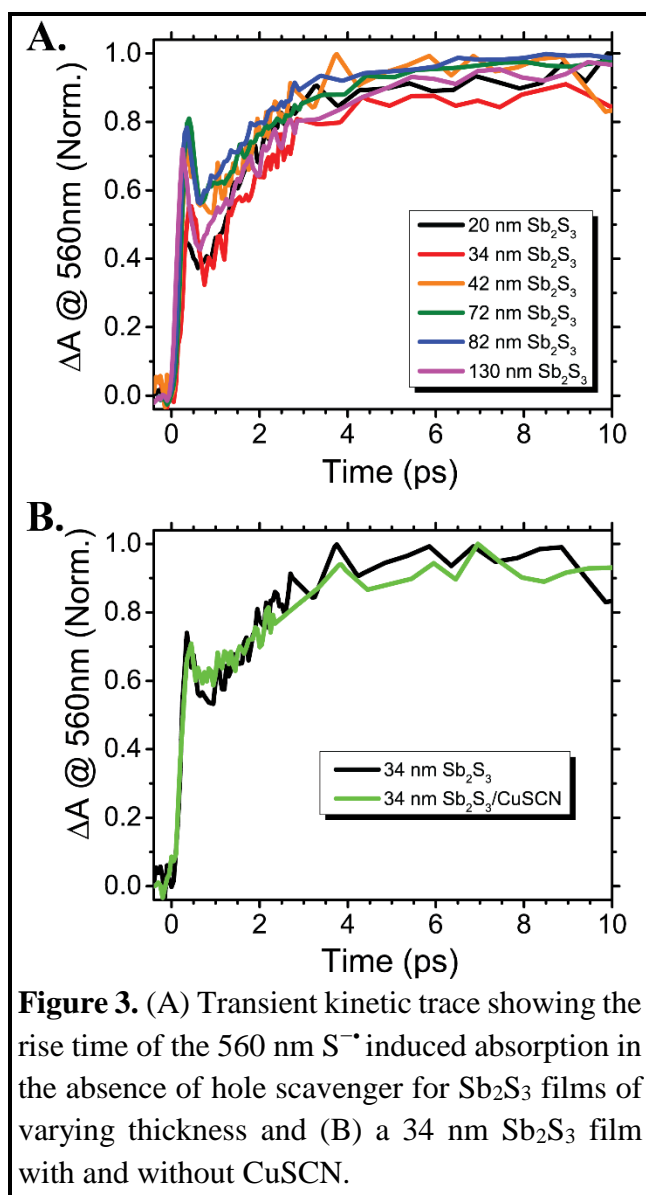 A.
ΔA @ 560nm (Norm.)
1.0
0.8
0.6
0.4
0.2
0.0
20 nm Sb₂S₃
34 nm Sb₂S₃
42 nm Sb₂S₃
72 nm Sb₂S₃
82 nm Sb₂S₃
130 nm Sb₂S₃
0 2 4 6 8 10
Time (ps)
B.
ΔA @ 560nm (Norm.)
1.0
0.8
0.6
0.4
0.2
0.0
34 nm Sb₂S₃
34 nm Sb₂S₃/CuSCN
0 2 4 6 8 10
Time (ps)
Figure 3. (A) Transient kinetic trace showing the
rise time of the 560 nm S⁻• induced absorption in
the absence of hole scavenger for Sb₂S₃ films of
varying thickness and (B) a 34 nm Sb₂S₃ film
with and without CuSCN.